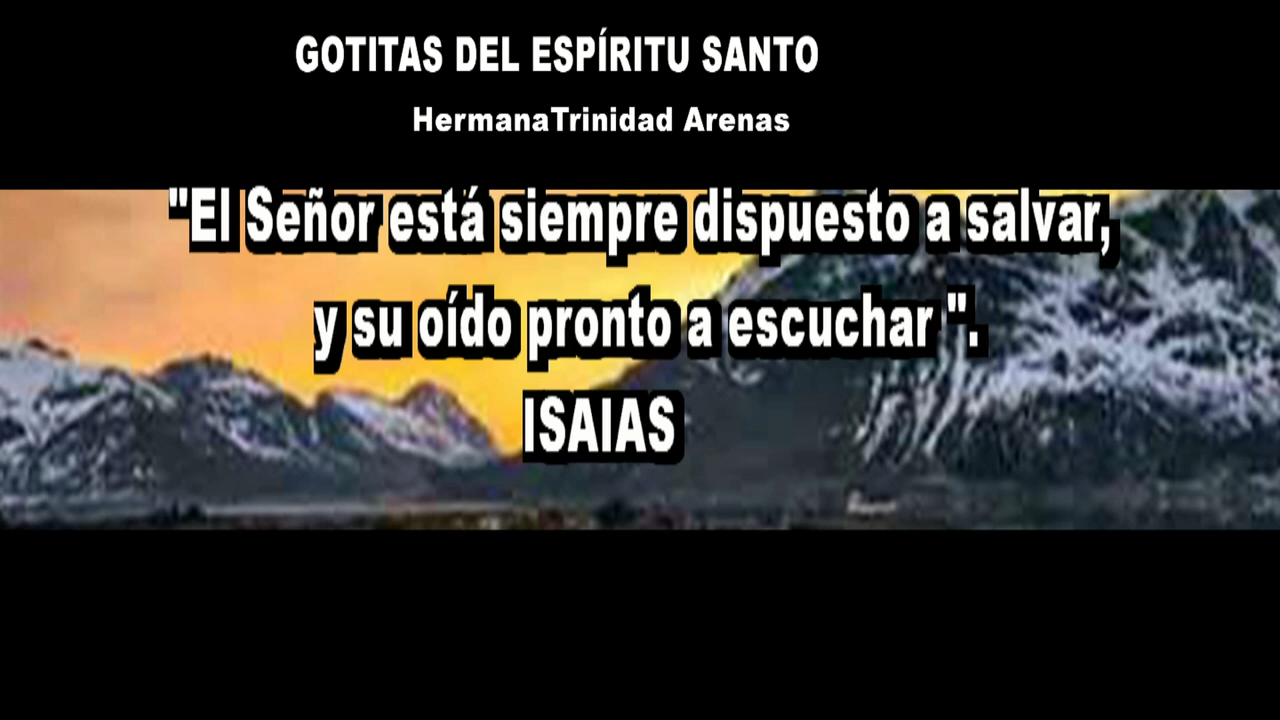 GOTITAS DEL ESPÍRITU SANTO
HermanaTrinidad Arenas
"El Señor está siempre dispuesto a salvar,
y su oído pronto a escuchar ".
ISAIAS